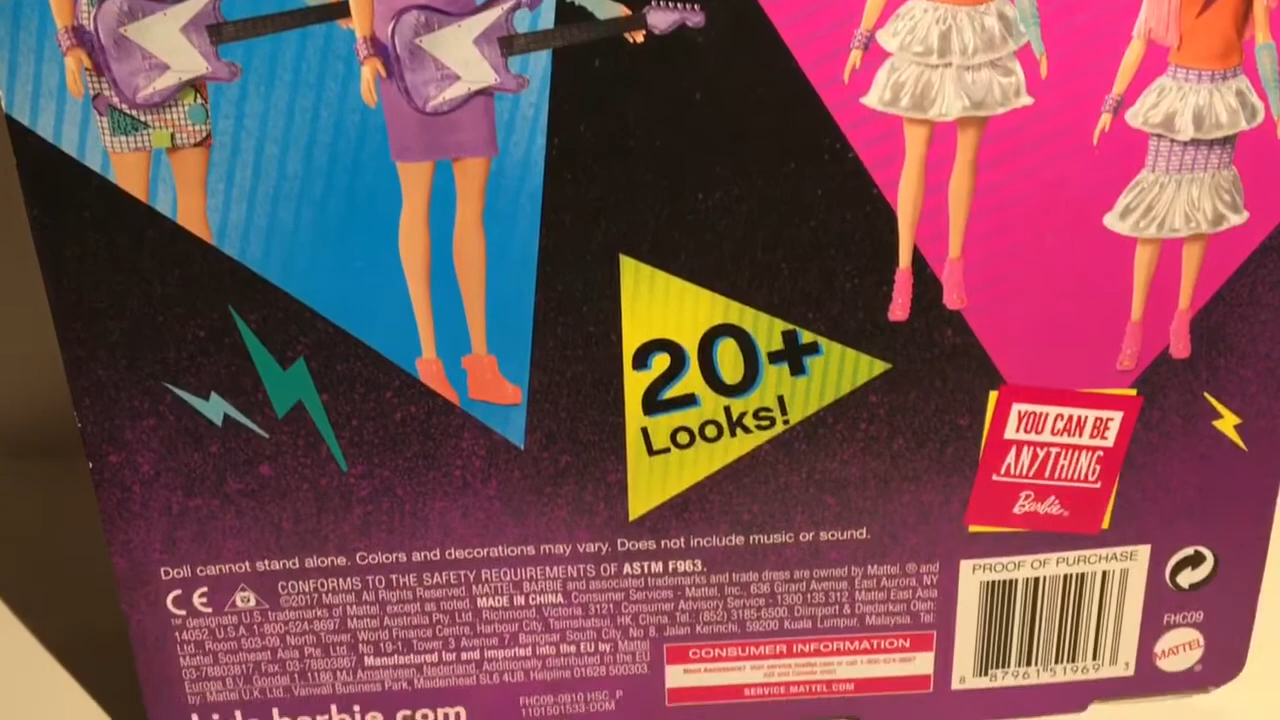 20+
Looks!
YOU CAN BE
ANYTHING
Barbie
Doll cannot stand alone. Colors and decorations may vary. Does not include music or sound.
CE
CONFORMS TO THE SAFETY REQUIREMENTS OF ASTM F963.
©2017 Mattel. All Rights Reserved. MATTEL, BARBIE and associated trademarks and trade dress are owned by Mattel. ® and
™ designate U.S. trademarks of Mattel, except as noted. MADE IN CHINA. Consumer Services - Mattel, Inc., 636 Girard Avenue, East Aurora, NY
14052, U.S.A. 1-800-524-8697. Mattel Australia Pty. Ltd., Richmond, Victoria. 3121. Consumer Advisory Service - 1300 135 312. Mattel East Asia
Ltd., Room 503-09, North Tower, World Finance Centre, Harbour City, Tsimshatsui, HK, China. Tel.: (852) 3185-6500. Diimport & Diedarkan Oleh:
Mattel Southeast Asia Pte. Ltd., No 19-1, Tower 3 Avenue 7, Bangsar South City, No 8, Jalan Kerinchi, 59200 Kuala Lumpur, Malaysia. Tel:
03-78803817, Fax: 03-78803867. Manufactured for and imported into the EU by: Mattel
Europa B.V., Gondel 1, 1186 MJ Amstelveen, Nederland. Additionally distributed in the EU
by: Mattel U.K. Ltd., Vanwall Business Park, Maidenhead SL6 4UB. Helpline 01628 500303.
CONSUMER INFORMATION
Need Assistance? Visit service.mattel.com or call 1-800-524-8697
SERVICE.MATTEL.COM
kids.barbie.com
FHC09-0910 HSC_P
1101501533-DOM
PROOF OF PURCHASE
8 87961 51969 3
FHC09
MATTEL